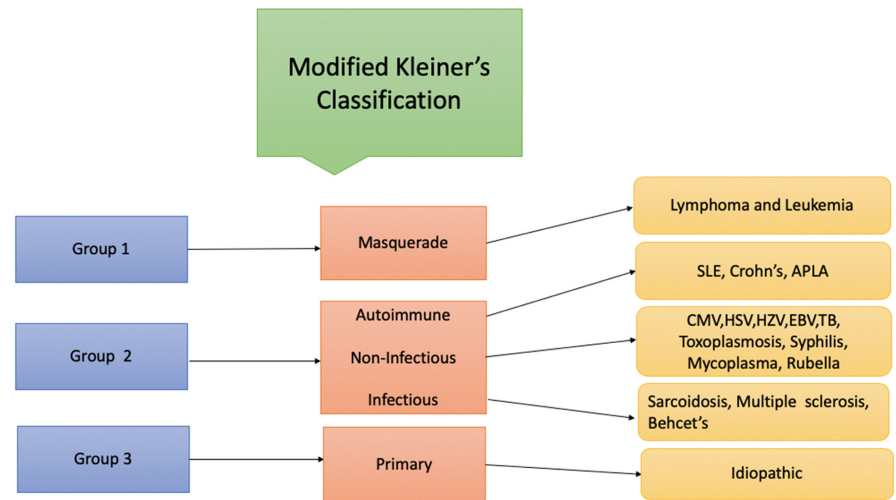 Modified Kleiner's
Classification
Group 1
Masquerade
Lymphoma and Leukemia
Group 2
Autoimmune
Non-Infectious
Infectious
SLE, Crohn's, APLA
CMV,HSV,HZV,EBV,TB,
Toxoplasmosis, Syphilis,
Mycoplasma, Rubella
Sarcoidosis, Multiple sclerosis,
Behcet's
Group 3
Primary
Idiopathic